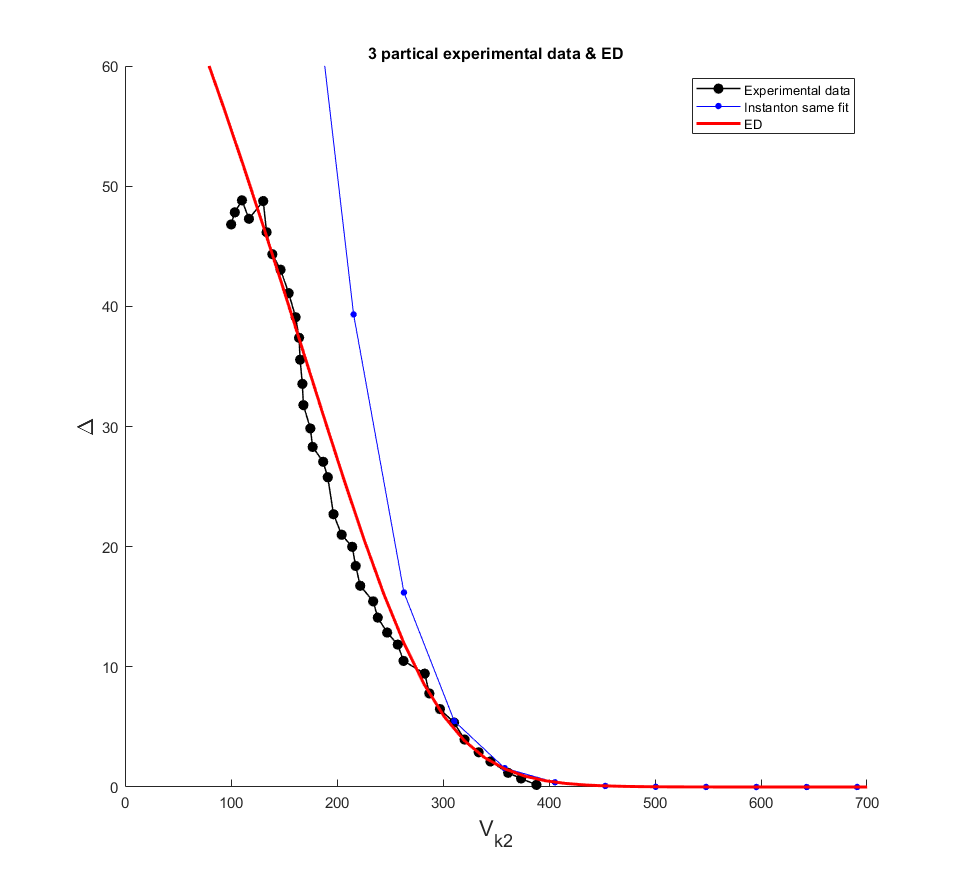 3 partical experimental data & ED
Experimental data
Instanton same fit
ED
60
50
40
30
20
10
0
Δ
0 100 200 300 400 500 600 700
V_k2